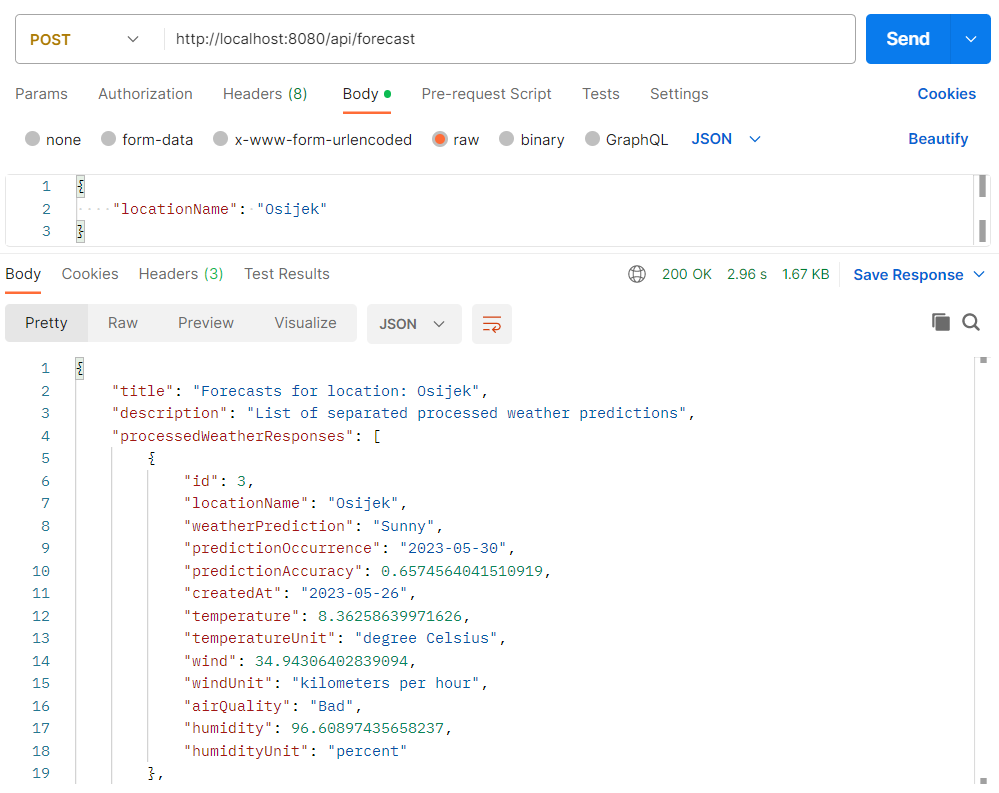 POST http://localhost:8080/api/forecast Send
Params Authorization Headers (8) Body Pre-request Script Tests Settings Cookies
none form-data x-www-form-urlencoded raw binary GraphQL JSON Beautify
1 {
2 "locationName": "Osijek"
3 }
Body Cookies Headers (3) Test Results 200 OK 2.96 s 1.67 KB Save Response
Pretty Raw Preview Visualize JSON
1 {
2 "title": "Forecasts for location: Osijek",
3 "description": "List of separated processed weather predictions",
4 "processedWeatherResponses": [
5 {
6 "id": 3,
7 "locationName": "Osijek",
8 "weatherPrediction": "Sunny",
9 "predictionOccurrence": "2023-05-30",
10 "predictionAccuracy": 0.6574564041510919,
11 "createdAt": "2023-05-26",
12 "temperature": 8.36258639971626,
13 "temperatureUnit": "degree Celsius",
14 "wind": 34.94306402839094,
15 "windUnit": "kilometers per hour",
16 "airQuality": "Bad",
17 "humidity": 96.60897435658237,
18 "humidityUnit": "percent"
19 },